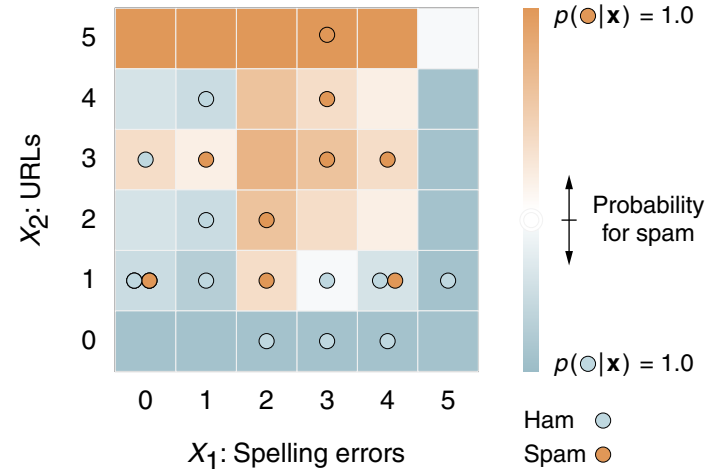 5
4
3
2
1
0
X2: URLs
0 1 2 3 4 5
X1: Spelling errors
p( |x) = 1.0
Probability
for spam
p( |x) = 1.0
Ham
Spam